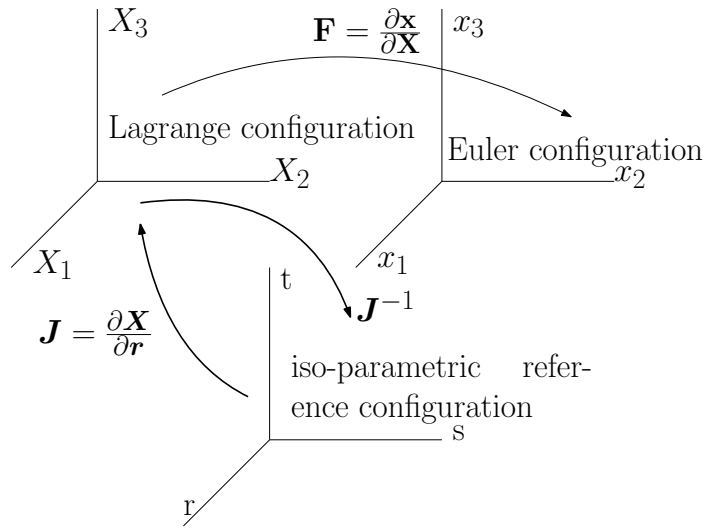 X₃
F = ∂x/∂X
x₃
Lagrange configuration
Euler configuration
X₂
x₂
X₁
x₁
t
J⁻¹
J = ∂X/∂r
iso-parametric refer-
ence configuration
s
r